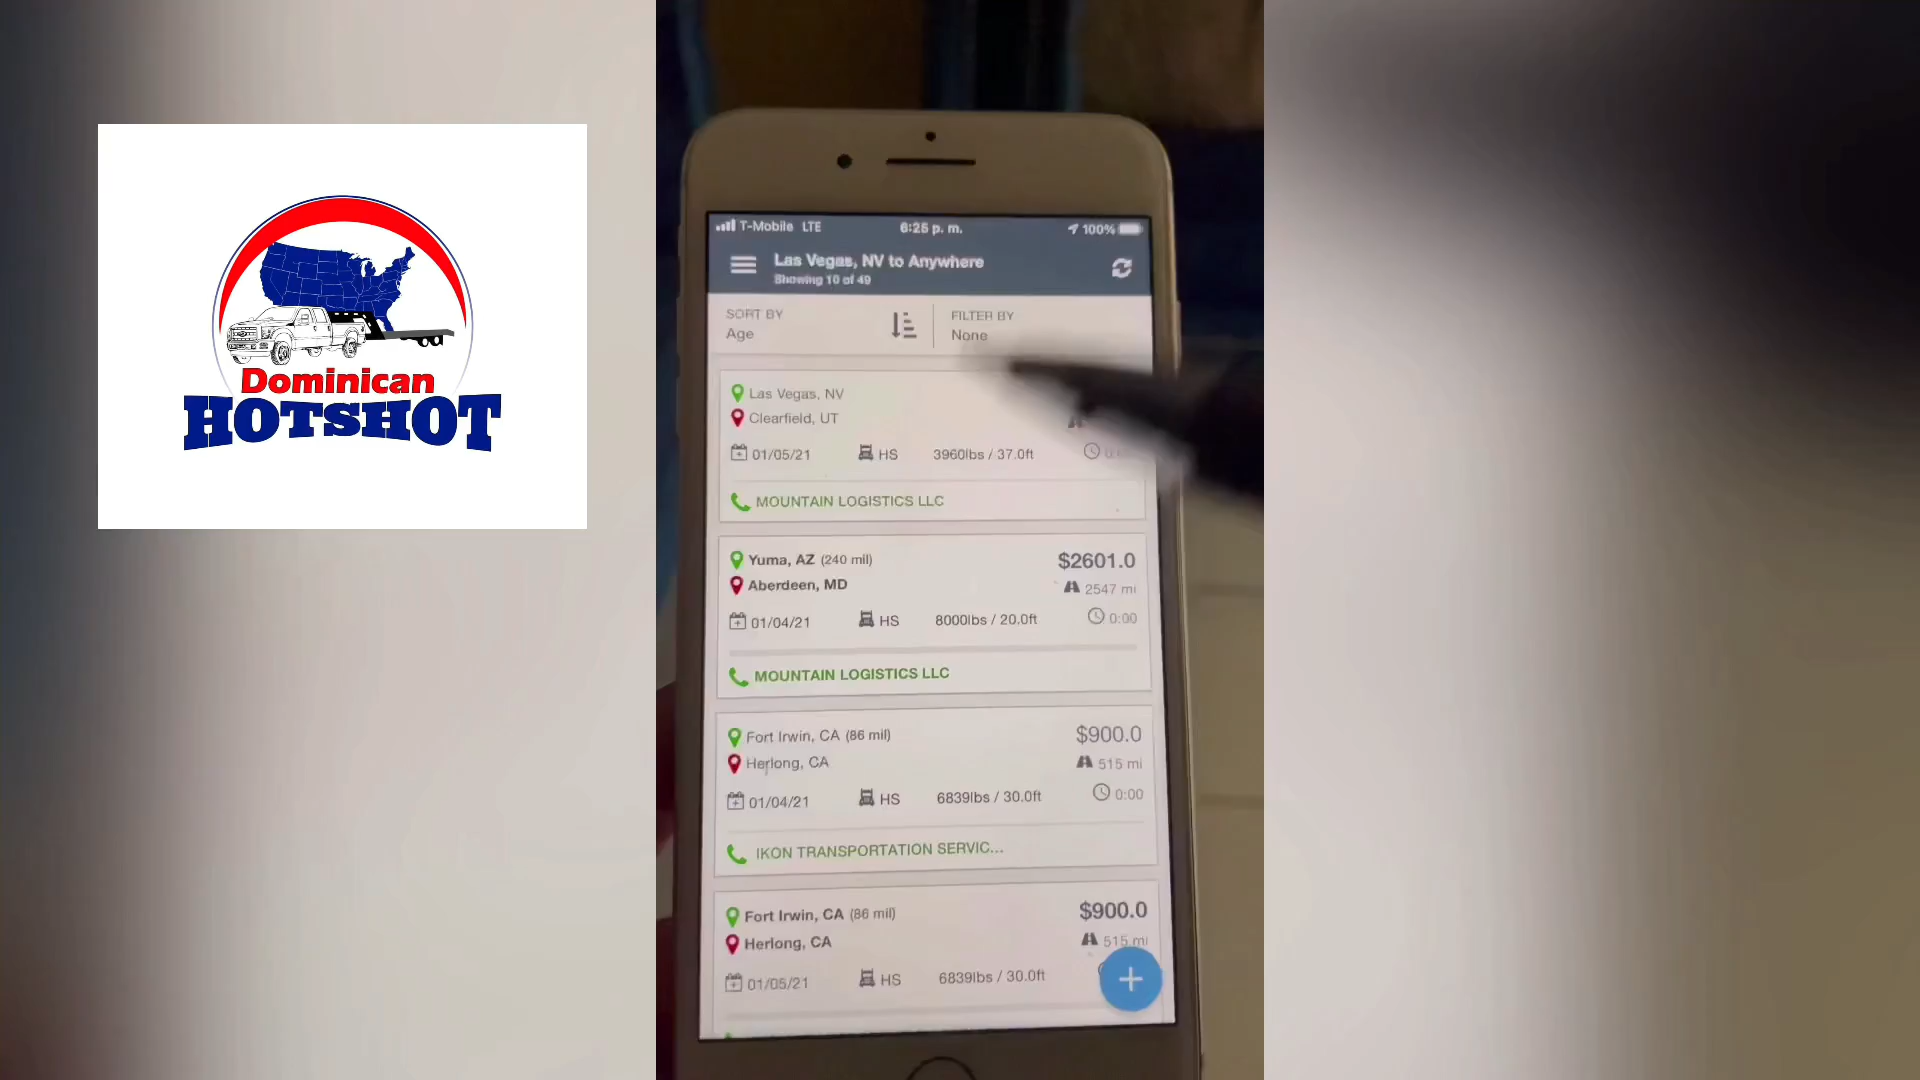 Dominican
HOTSHOT
T-Mobile LTE
6:25 p. m.
100%
Las Vegas, NV to Anywhere
Showing 10 of 49
SORT BY
Age
FILTER BY
None
Las Vegas, NV
Clearfield, UT
01/05/21 HS 3960lbs / 37.0ft
MOUNTAIN LOGISTICS LLC
Yuma, AZ (240 mil) $2601.0
Aberdeen, MD 2547 mi
01/04/21 HS 8000lbs / 20.0ft 0:00
MOUNTAIN LOGISTICS LLC
Fort Irwin, CA (86 mil) $900.0
Herlong, CA 515 mi
01/04/21 HS 6839lbs / 30.0ft 0:00
IKON TRANSPORTATION SERVIC...
Fort Irwin, CA (86 mil) $900.0
Herlong, CA 515 mi
01/05/21 HS 6839lbs / 30.0ft